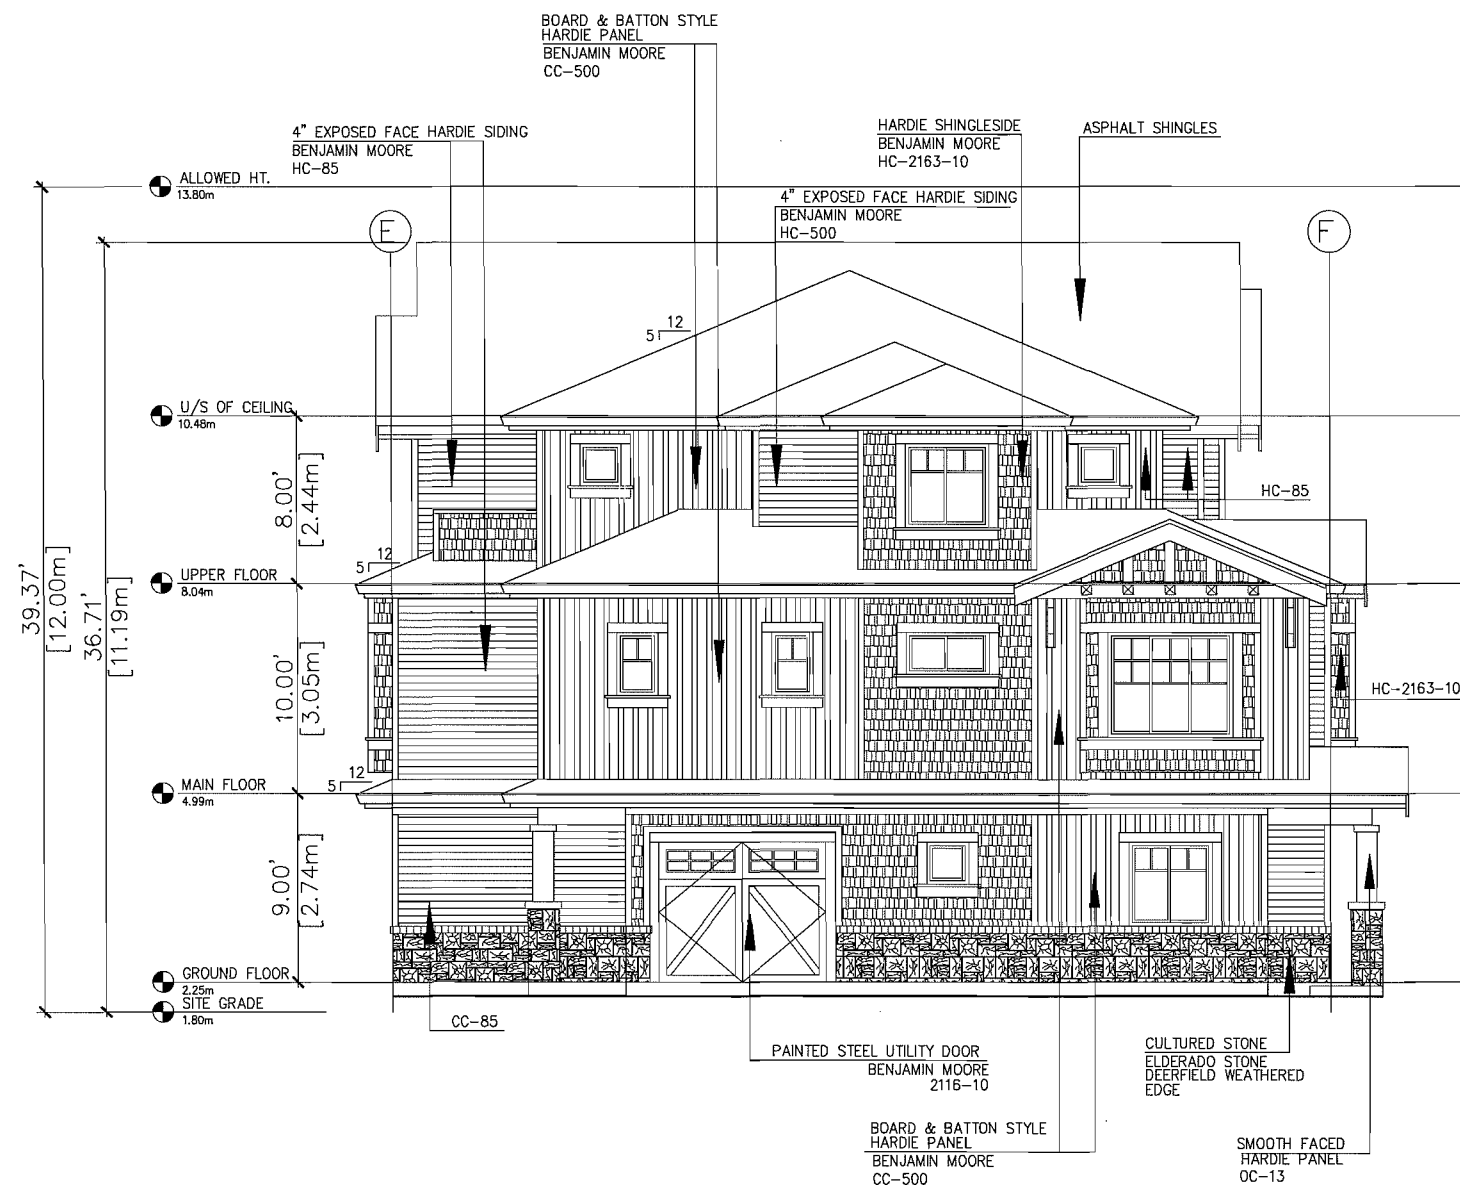 BOARD & BATTON STYLE
HARDIE PANEL
BENJAMIN MOORE
CC-500
4" EXPOSED FACE HARDIE SIDING
BENJAMIN MOORE
HC-85
HARDIE SHINGLESIDE
BENJAMIN MOORE
HC-2163-10
ASPHALT SHINGLES
ALLOWED HT.
13.80m
4" EXPOSED FACE HARDIE SIDING
BENJAMIN MOORE
HC-500
E
F
12
5
U/S OF CEILING
10.48m
8.00'
[2.44m]
HC-85
12
5
UPPER FLOOR
8.04m
39.37'
[12.00m]
36.71'
[11.19m]
10.00'
[3.05m]
HC-2163-10
12
5
MAIN FLOOR
4.99m
9.00'
[2.74m]
GROUND FLOOR
2.25m
SITE GRADE
1.80m
CC-85
PAINTED STEEL UTILITY DOOR
BENJAMIN MOORE
2116-10
CULTURED STONE
ELDERADO STONE
DEERFIELD WEATHERED
EDGE
BOARD & BATTON STYLE
HARDIE PANEL
BENJAMIN MOORE
CC-500
SMOOTH FACED
HARDIE PANEL
OC-13